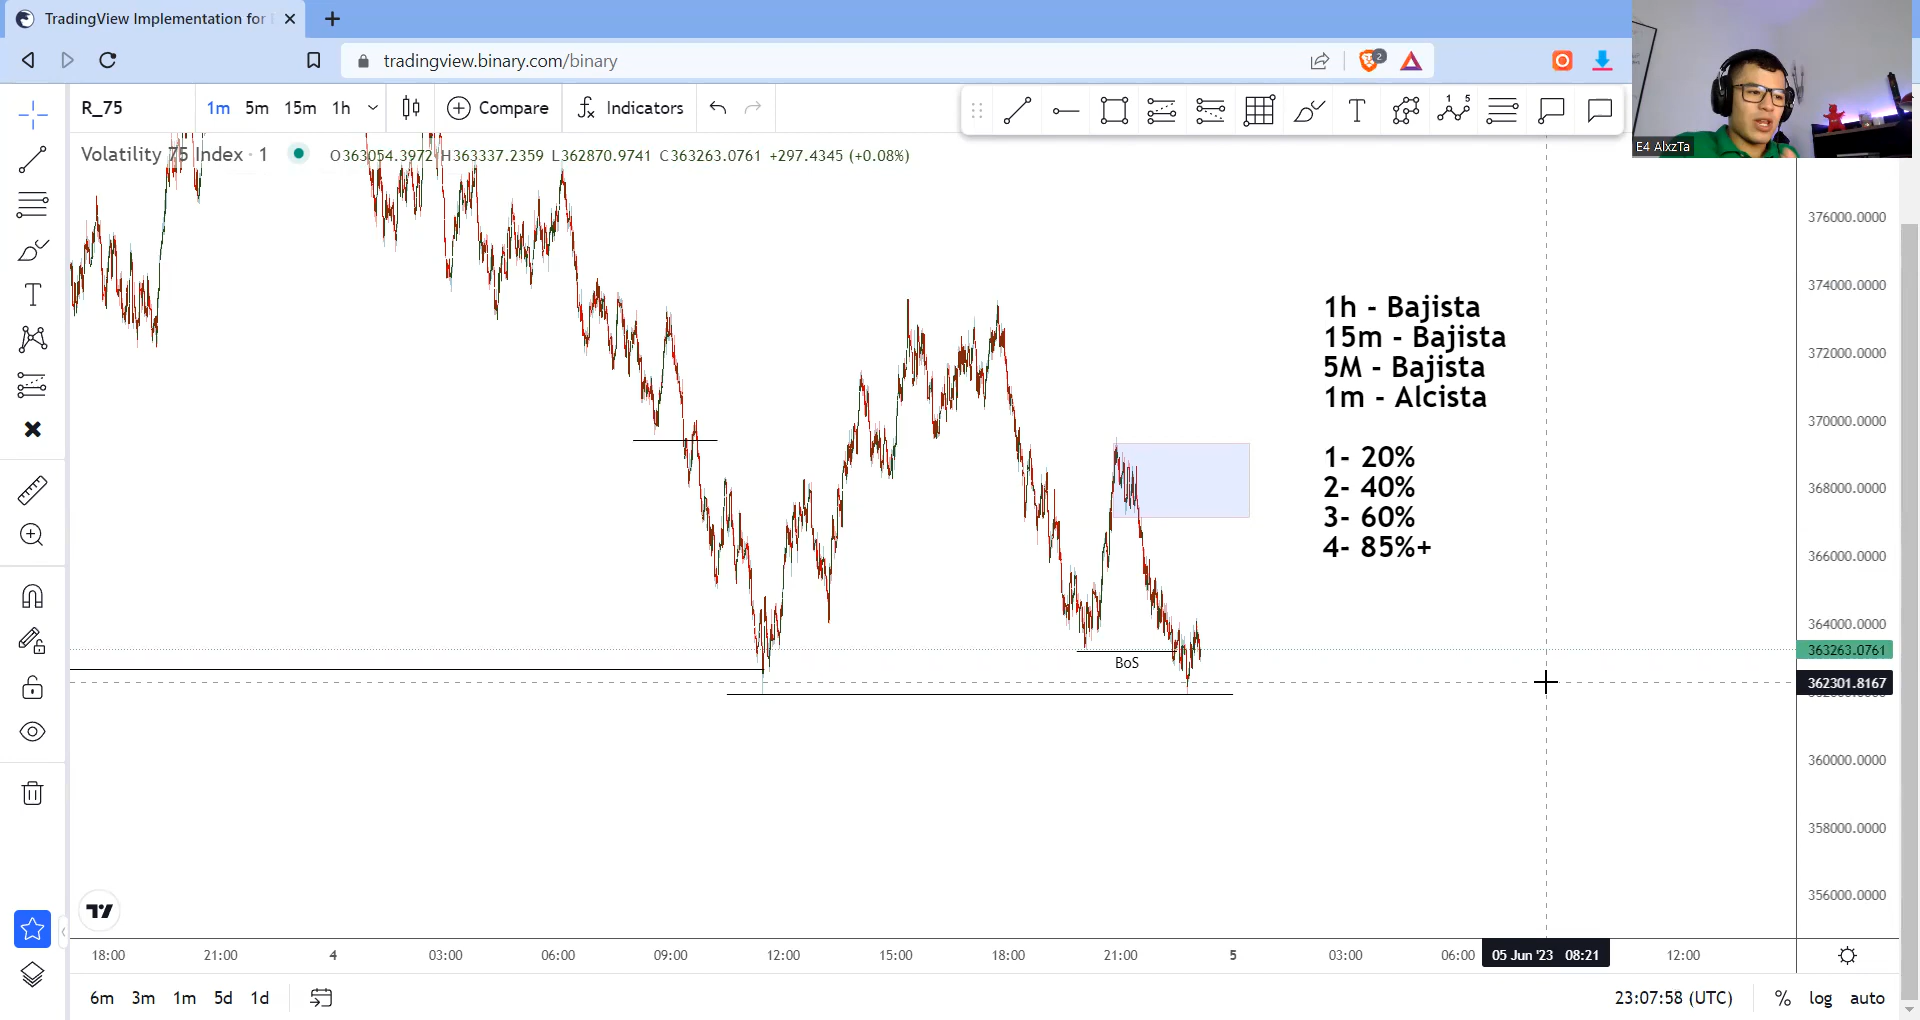 TradingView Implementation for
tradingview.binary.com/binary
2
E4 AlxzTa
R_75
1m 5m 15m 1h
Compare
Indicators
Volatility 75 Index · 1
O363054.3972 H363337.2359 L362870.9741 C363263.0761 +297.4345 (+0.08%)
376000.0000
374000.0000
372000.0000
370000.0000
368000.0000
366000.0000
364000.0000
363263.0761
362301.8167
360000.0000
358000.0000
356000.0000
1h - Bajista
15m - Bajista
5M - Bajista
1m - Alcista
1- 20%
2- 40%
3- 60%
4- 85%+
BoS
18:00 21:00 4 03:00 06:00 09:00 12:00 15:00 18:00 21:00 5 03:00 06:00 05 Jun '23 08:21 12:00
6m 3m 1m 5d 1d
23:07:58 (UTC) % log auto